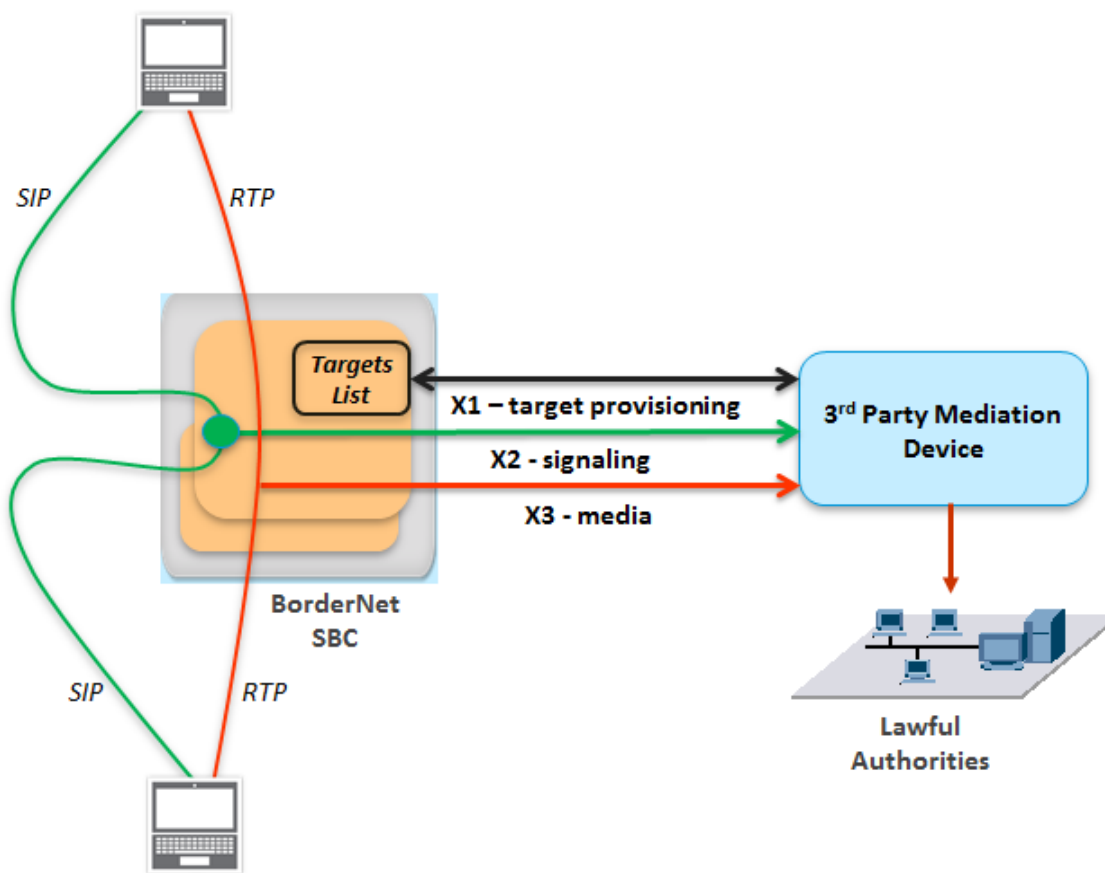 SIP
RTP
Targets
List
X1 – target provisioning
X2 - signaling
X3 - media
3rd Party Mediation
Device
BorderNet
SBC
SIP
RTP
Lawful
Authorities